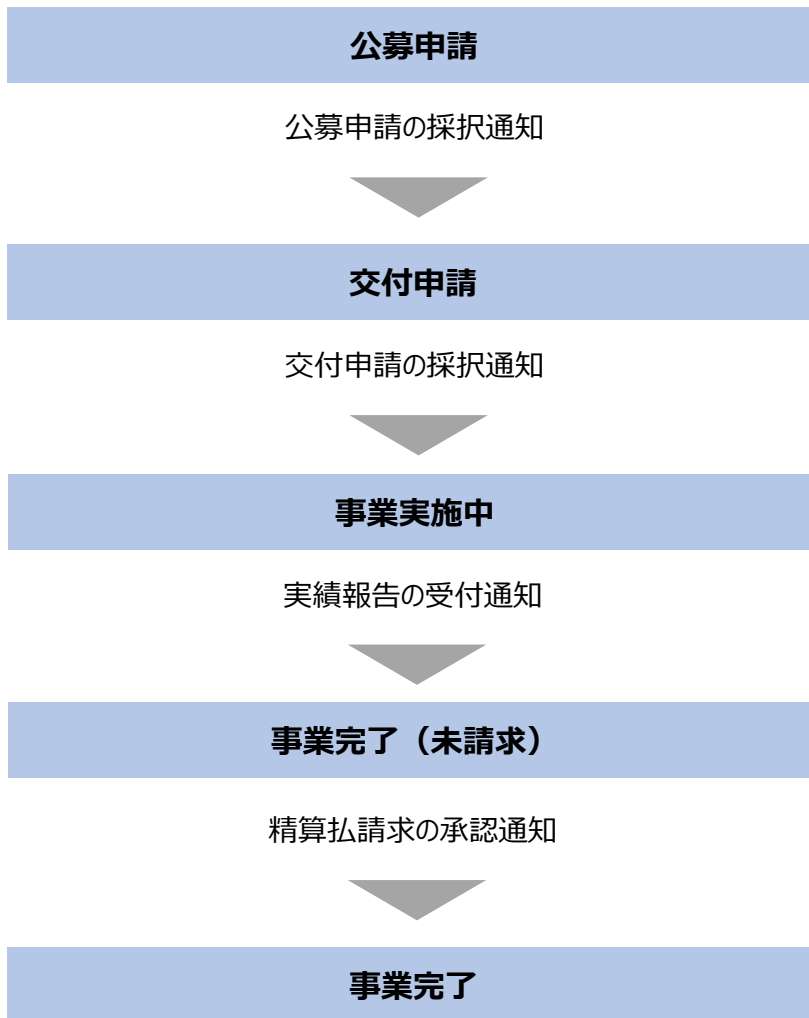 公募申請
公募申請の採択通知
交付申請
交付申請の採択通知
事業実施中
実績報告の受付通知
事業完了（未請求）
精算払請求の承認通知
事業完了